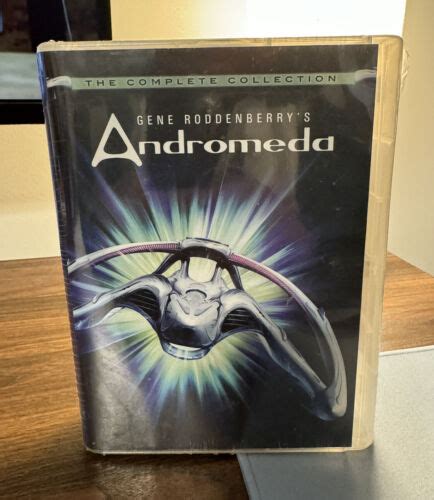 THE COMPLETE COLLECTION
GENE RODDENBERRY'S
Andromeda